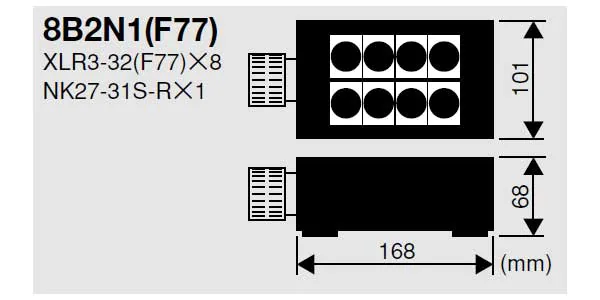 8B2N1(F77)
XLR3-32(F77)×8
NK27-31S-R×1
101
68
168
(mm)